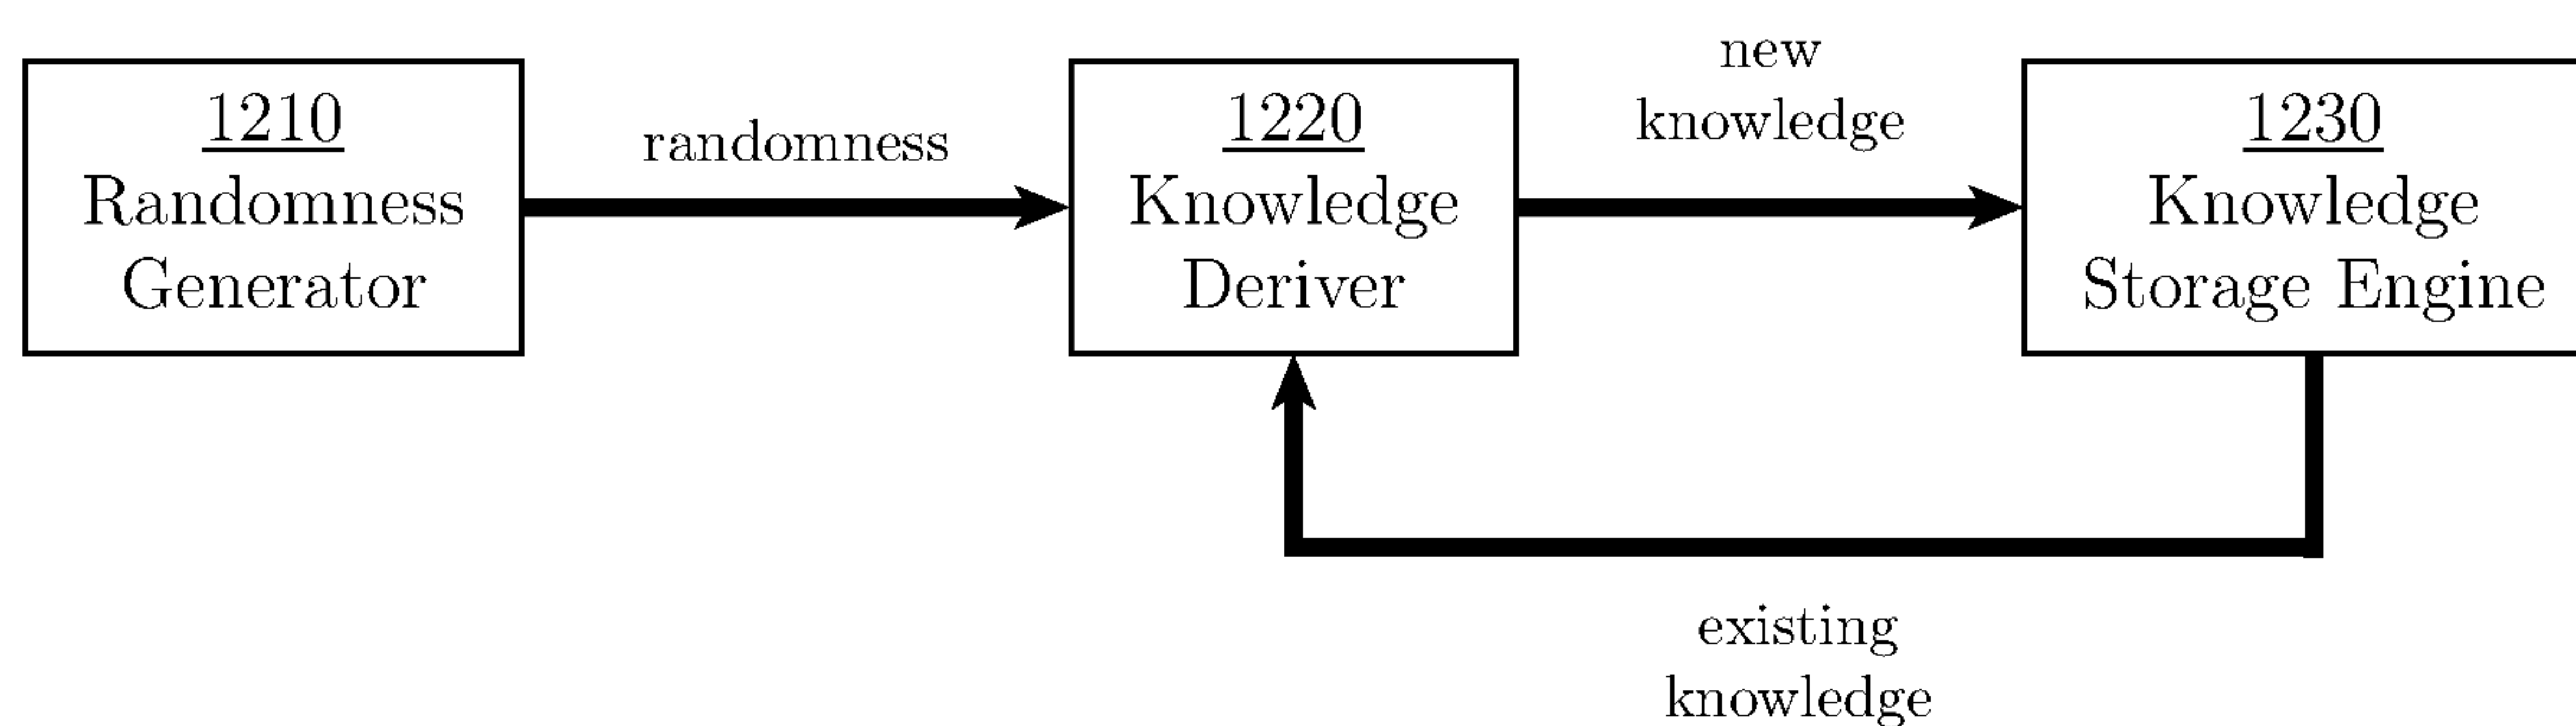 1210
Randomness
Generator
randomness
1220
Knowledge
Deriver
new
knowledge
1230
Knowledge
Storage Engine
existing
knowledge